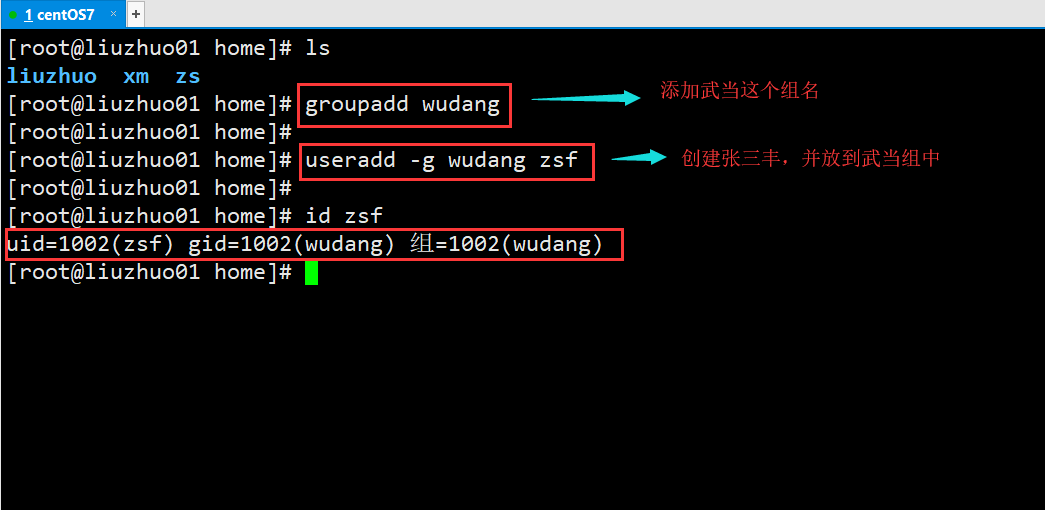 1 centOS7 × +
[root@liuzhuo01 home]# ls
liuzhuo  xm  zs
[root@liuzhuo01 home]# groupadd wudang 添加武当这个组名
[root@liuzhuo01 home]#
[root@liuzhuo01 home]# useradd -g wudang zsf 创建张三丰，并放到武当组中
[root@liuzhuo01 home]#
[root@liuzhuo01 home]# id zsf
uid=1002(zsf) gid=1002(wudang) 组=1002(wudang)
[root@liuzhuo01 home]#